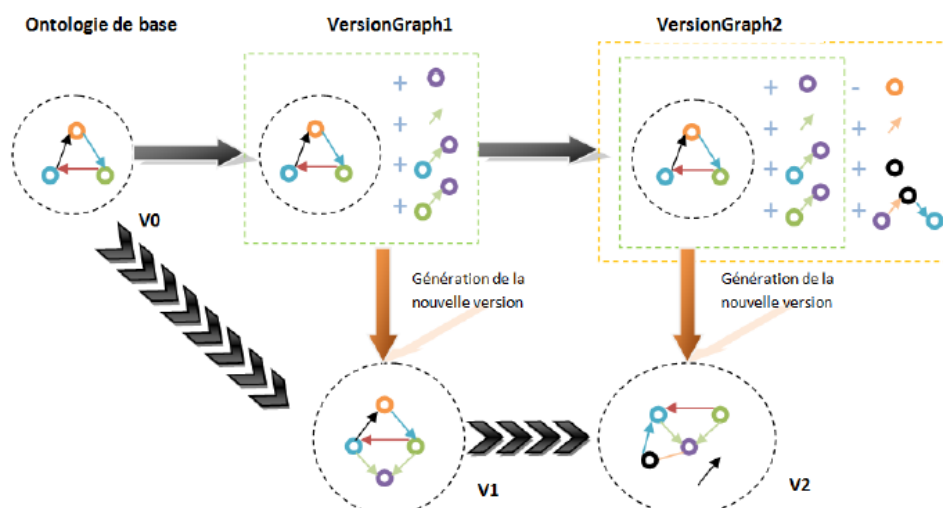 Ontologie de base
VersionGraph1
VersionGraph2
+
+
+
+
+ -
+ +
+ +
+ +
V0
Génération de la
nouvelle version
Génération de la
nouvelle version
V1
V2